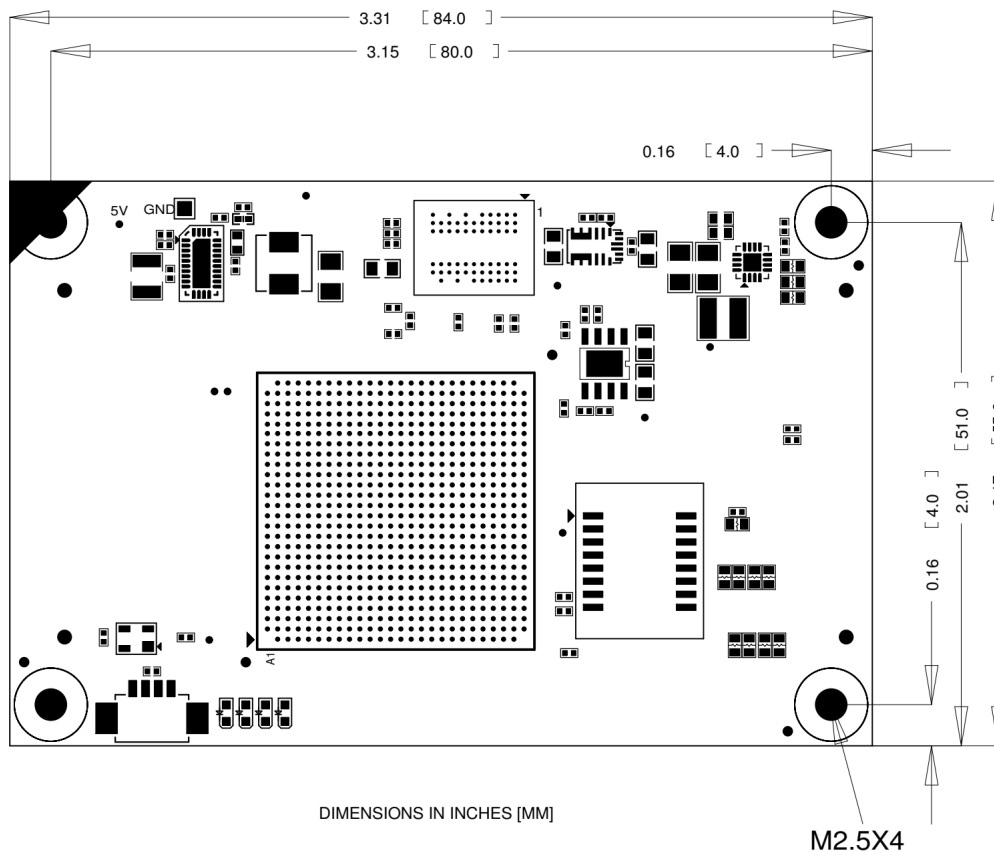 3.31 [ 84.0 ]
3.15 [ 80.0 ]
0.16 [ 4.0 ]
5V
GND
1
[ 51.0 ]
2.01
[ 4.0 ]
0.16
A1
DIMENSIONS IN INCHES [MM]
M2.5X4